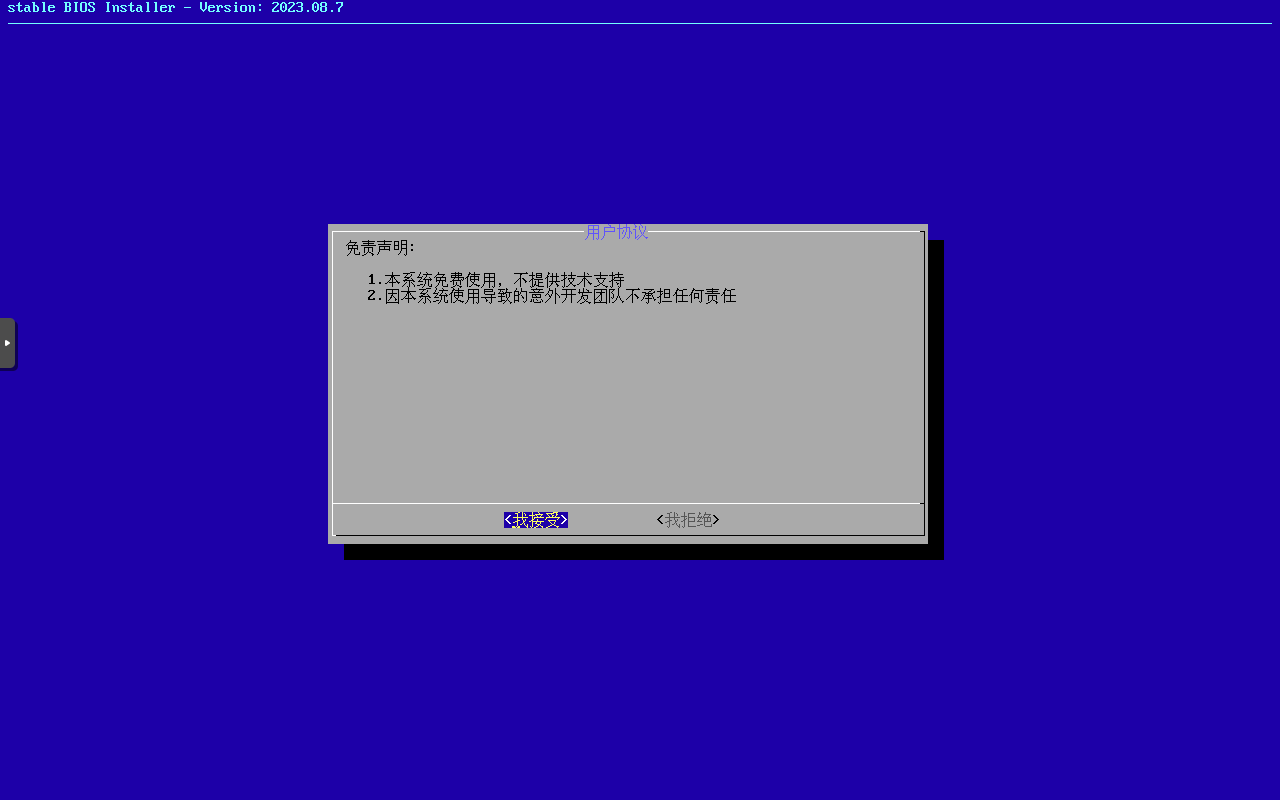 stable BIOS Installer - Version: 2023.08.7
用户协议
免责声明:
1.本系统免费使用，不提供技术支持
2.因本系统使用导致的意外开发团队不承担任何责任
<我接受> <我拒绝>